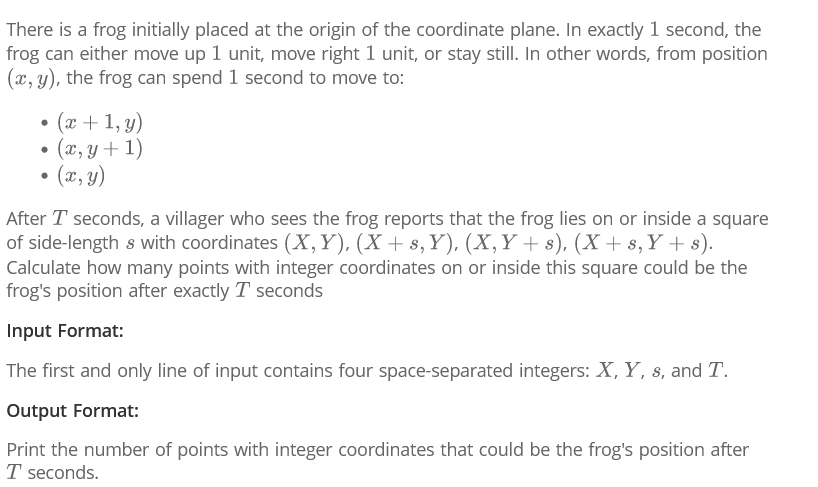 There is a frog initially placed at the origin of the coordinate plane. In exactly 1 second, the
frog can either move up 1 unit, move right 1 unit, or stay still. In other words, from position
(x, y), the frog can spend 1 second to move to:
• (x + 1, y)
• (x, y + 1)
• (x, y)
After T seconds, a villager who sees the frog reports that the frog lies on or inside a square
of side-length s with coordinates (X, Y), (X + s, Y), (X, Y + s), (X + s, Y + s).
Calculate how many points with integer coordinates on or inside this square could be the
frog's position after exactly T seconds
Input Format:
The first and only line of input contains four space-separated integers: X, Y, s, and T.
Output Format:
Print the number of points with integer coordinates that could be the frog's position after
T seconds.